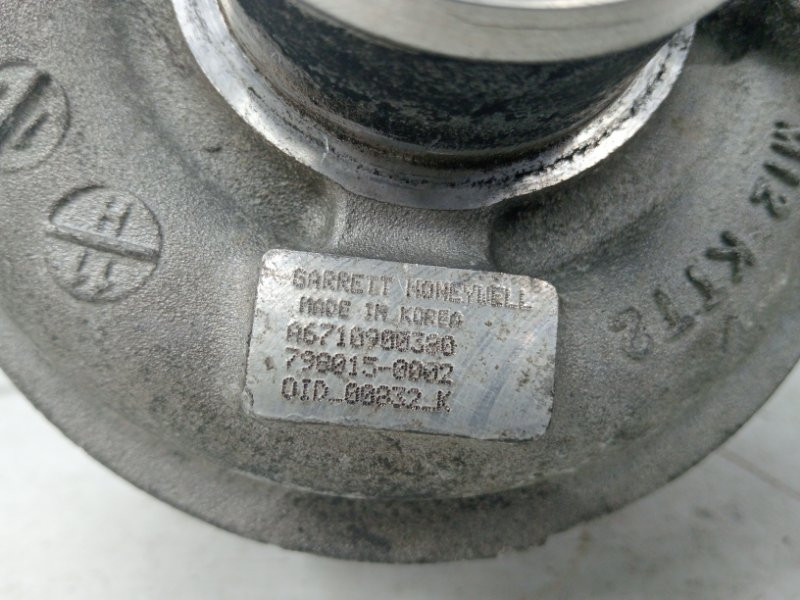 GARRETT HONEYWELL
MADE IN KOREA
A6710900380
798015-0002
OID_00832_K